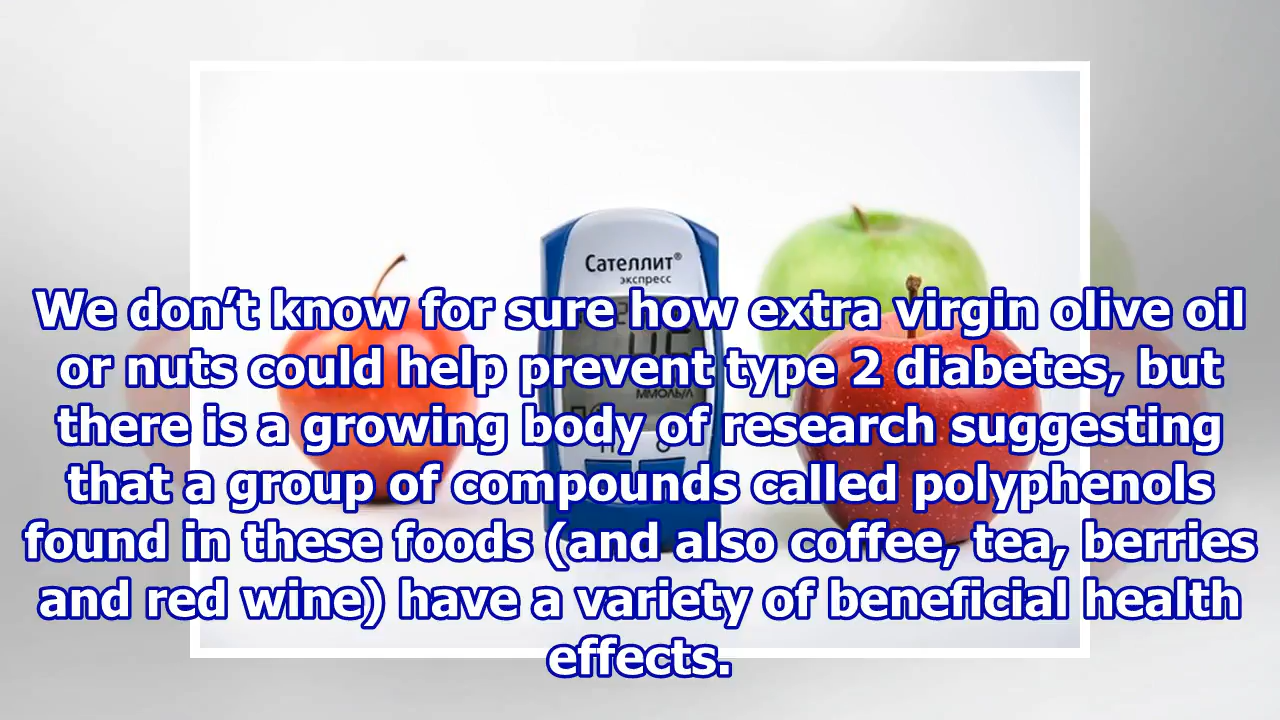 Сателлит®
экспресс
We don’t know for sure how extra virgin olive oil
or nuts could help prevent type 2 diabetes, but
there is a growing body of research suggesting
that a group of compounds called polyphenols
found in these foods (and also coffee, tea, berries
and red wine) have a variety of beneficial health
effects.
ммоль/л